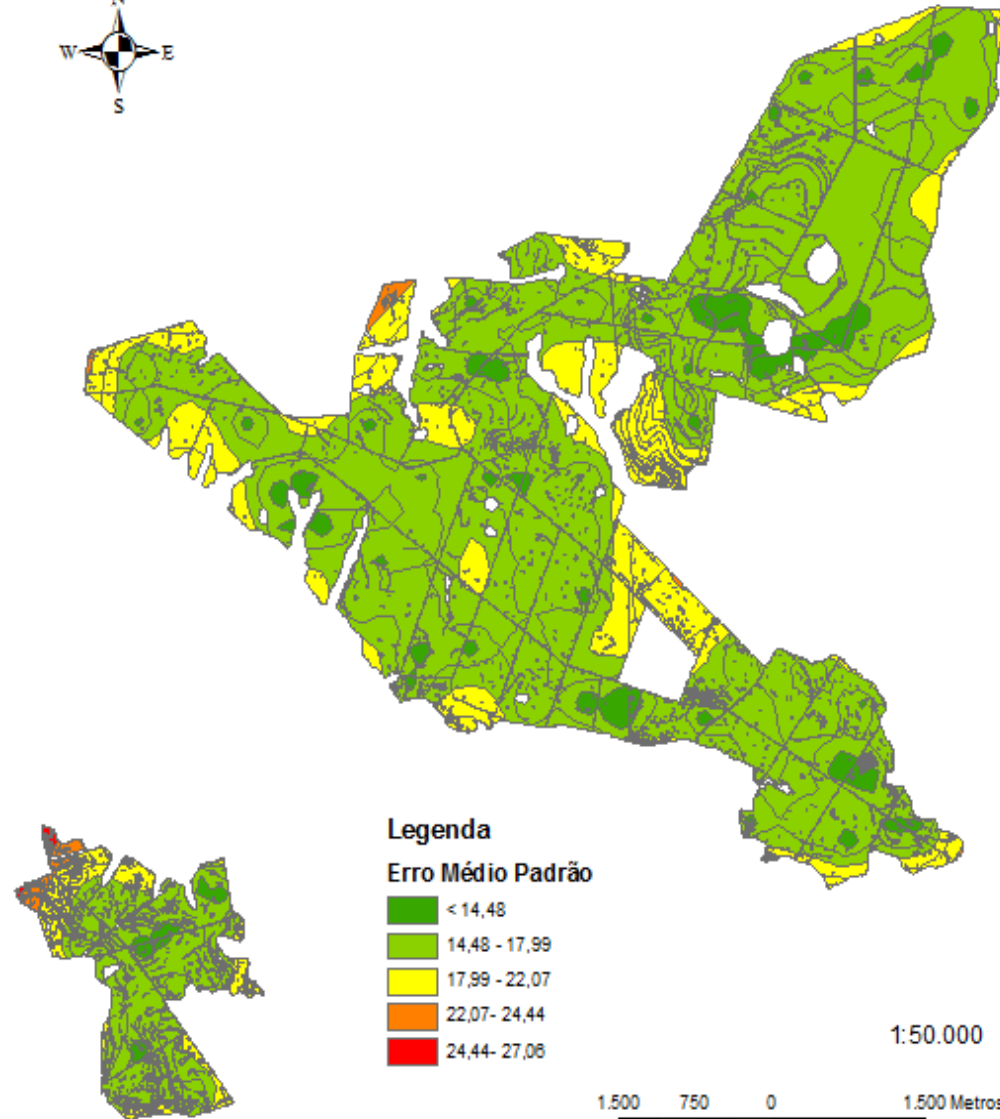 N
W E
S
Legenda
Erro Médio Padrão
< 14,48
14,48 - 17,99
17,99 - 22,07
22,07- 24,44
24,44- 27,06
1:50.000
1.500 750 0 1.500 Metros